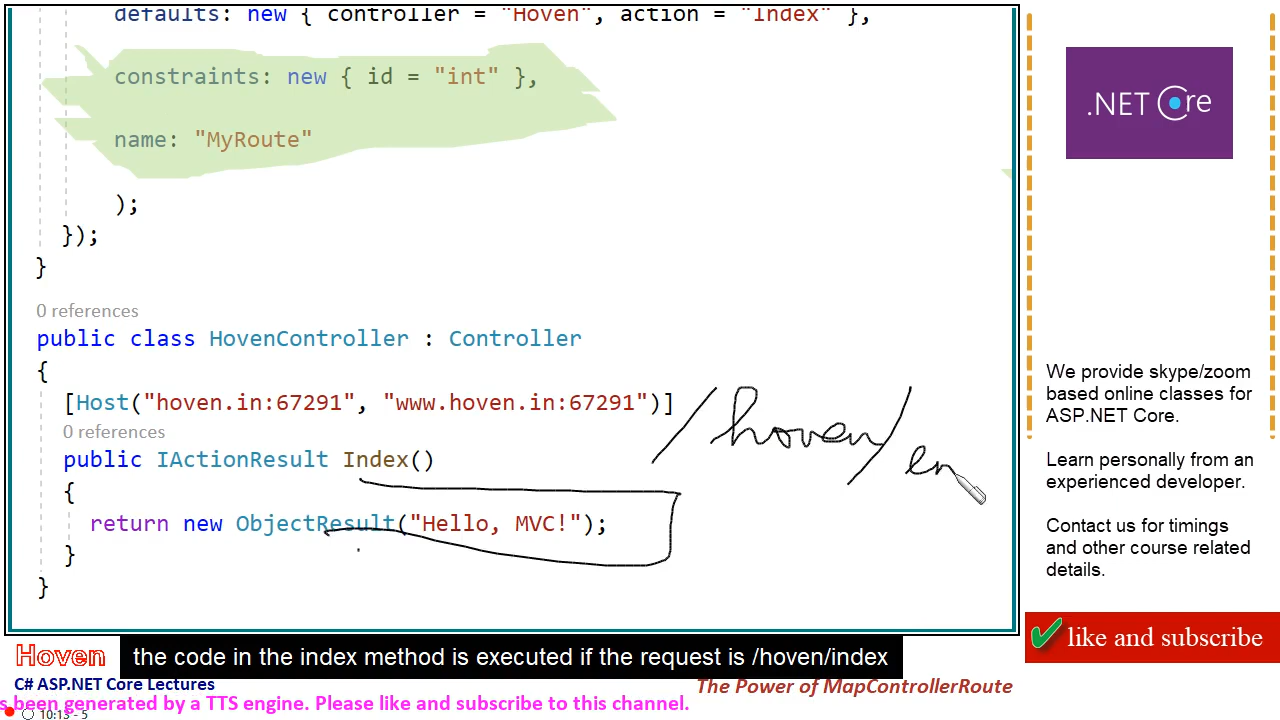 defaults: new { controller = "Hoven", action = "Index" },
constraints: new { id = "int" },
name: "MyRoute"
);
});
}
0 references
public class HovenController : Controller
{
[Host("hoven.in:67291", "www.hoven.in:67291")]
0 references
public IActionResult Index()
{
return new ObjectResult("Hello, MVC!");
}
}
/hoven/
.NET Core
We provide skype/zoom
based online classes for
ASP.NET Core.
Learn personally from an
experienced developer.
Contact us for timings
and other course related
details.
like and subscribe
Hoven
the code in the index method is executed if the request is /hoven/index
C# ASP.NET Core Lectures
The Power of MapControllerRoute
s been generated by a TTS engine. Please like and subscribe to this channel.
10:13 - 5